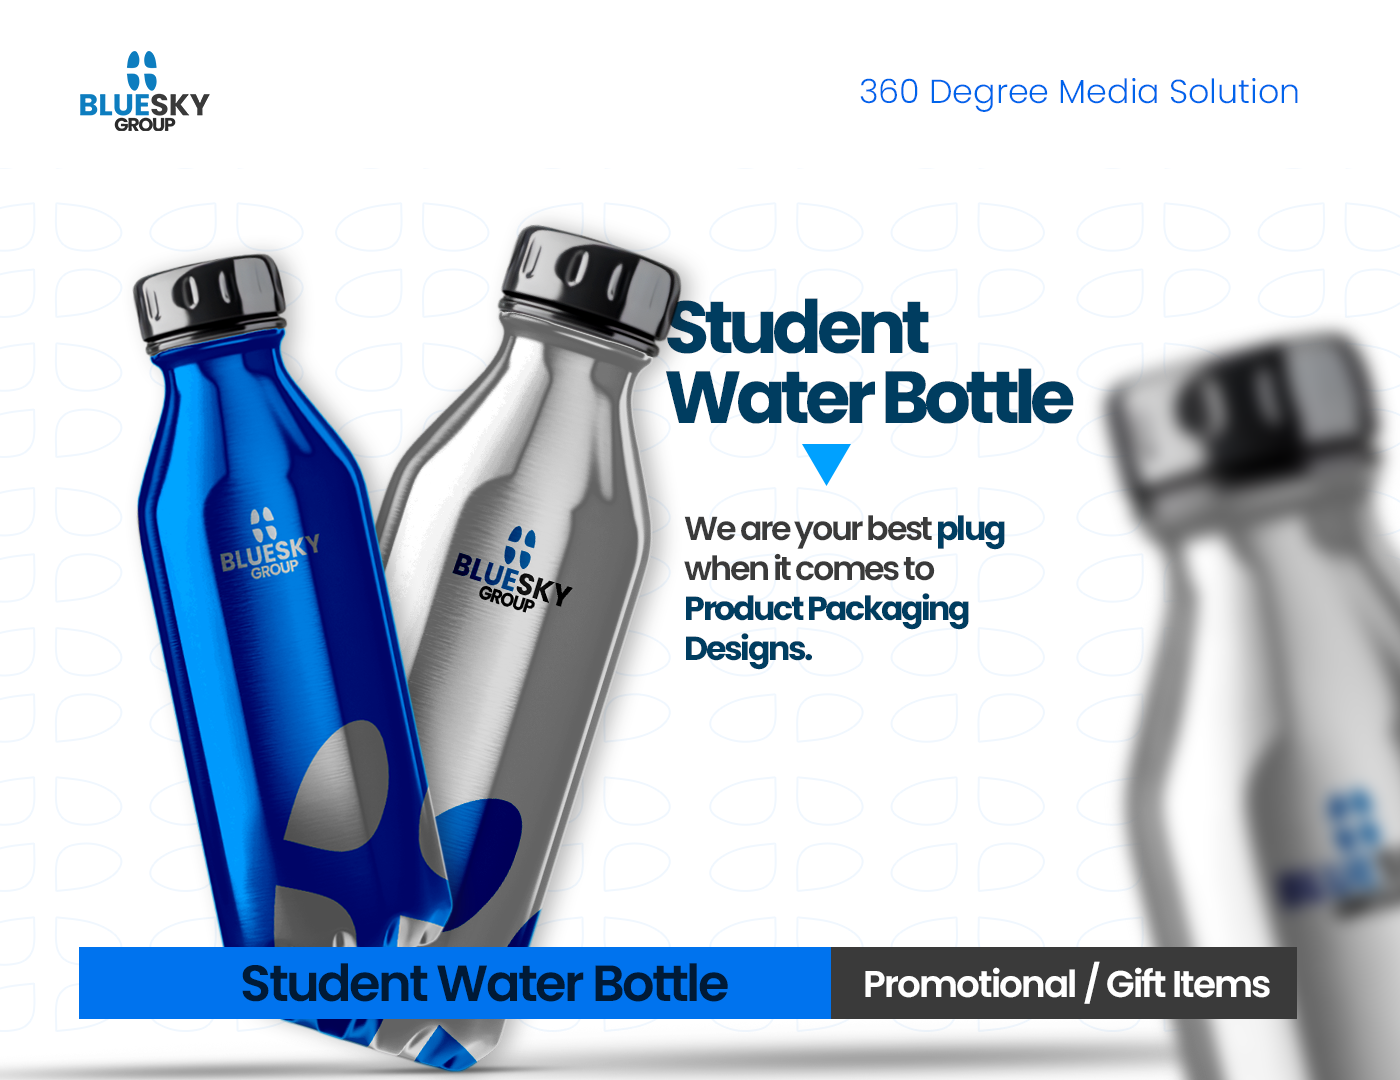 BLUESKY
GROUP
360 Degree Media Solution
Student
Water Bottle
We are your best plug
when it comes to
Product Packaging
Designs.
BLUESKY
GROUP
BLUESKY
GROUP
Student Water Bottle
Promotional / Gift Items